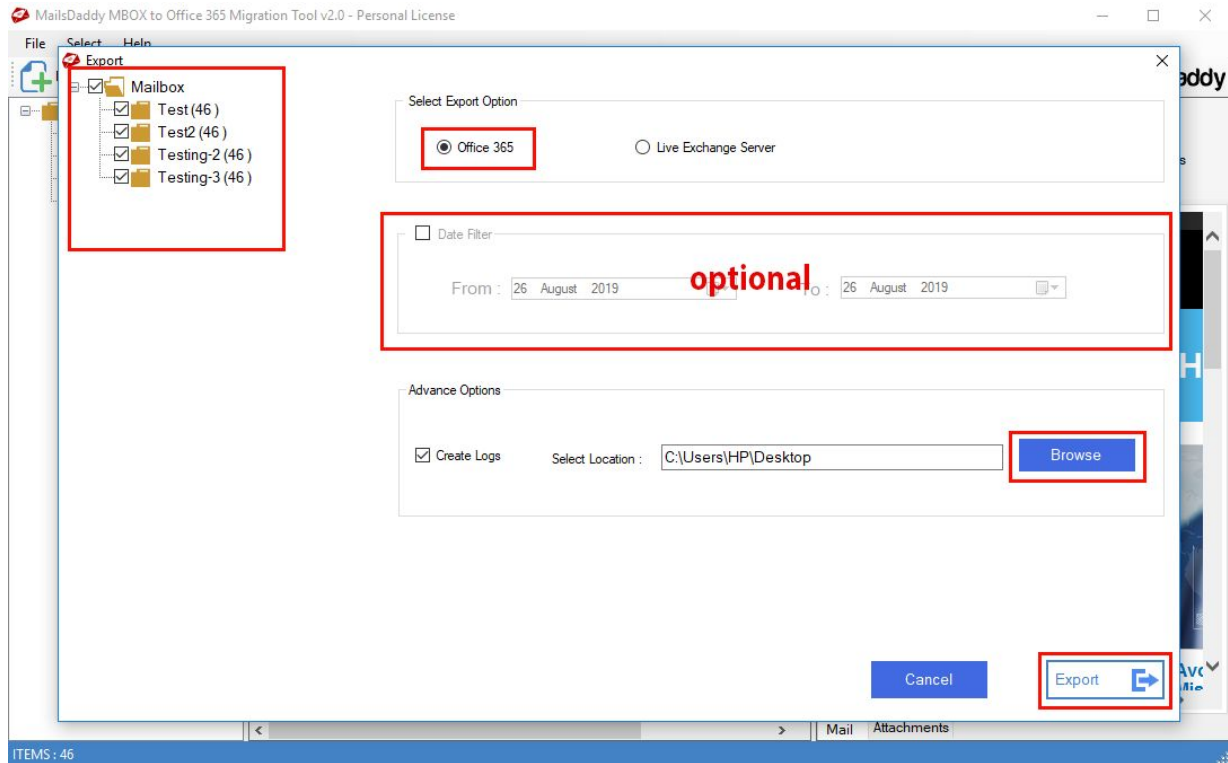 MailsDaddy MBOX to Office 365 Migration Tool v2.0 - Personal License
File Select Help
Export
addy
Mailbox
Test (46 )
Test2 (46 )
Testing-2 (46 )
Testing-3 (46 )
Select Export Option
Office 365 Live Exchange Server
s
Date Filter
optional
From : 26 August 2019 To : 26 August 2019
H
Advance Options
Create Logs Select Location : C:\Users\HP\Desktop Browse
Cancel Export
Mail Attachments
ITEMS : 46